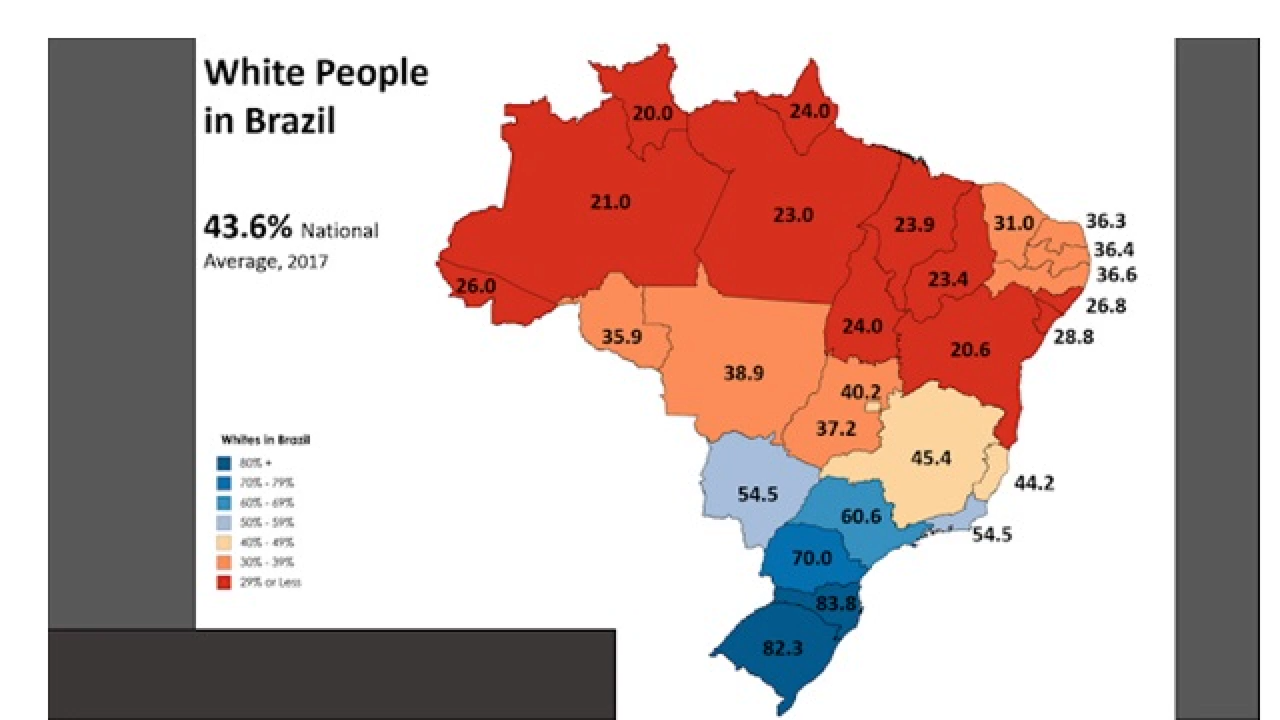 White People
in Brazil
43.6% National
Average, 2017
20.0
24.0
21.0
23.0
23.9
31.0
36.3
36.4
36.6
26.0
23.4
26.8
28.8
35.9
24.0
20.6
38.9
40.2
37.2
45.4
44.2
54.5
60.6
54.5
70.0
83.8
82.3
Whites in Brazil
80% +
70% - 79%
60% - 69%
50% - 59%
40% - 49%
30% - 39%
29% or Less